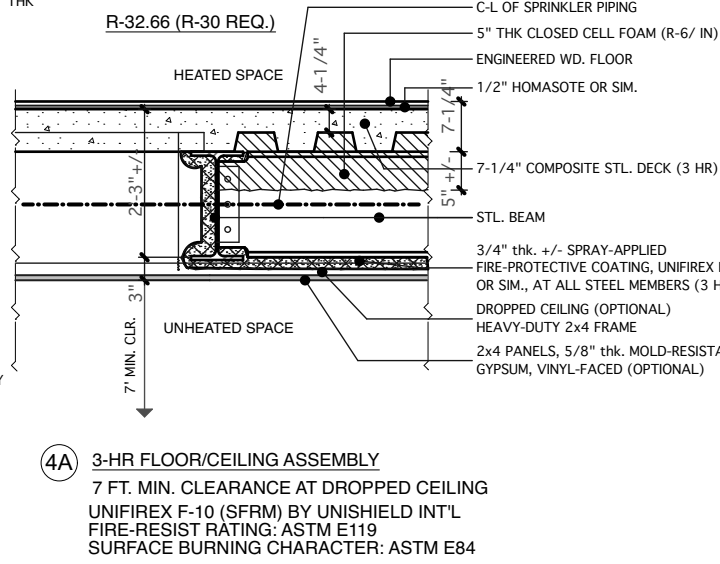 THK
R-32.66 (R-30 REQ.)
HEATED SPACE
C-L OF SPRINKLER PIPING
5" THK CLOSED CELL FOAM (R-6/ IN)
ENGINEERED WD. FLOOR
1/2" HOMASOTE OR SIM.
4-1/4"
7-1/4"
7-1/4" COMPOSITE STL. DECK (3 HR)
5" +/-
2'-3"+/-
STL. BEAM
3/4" thk. +/- SPRAY-APPLIED
FIRE-PROTECTIVE COATING, UNIFIREX
OR SIM., AT ALL STEEL MEMBERS (3
3"
UNHEATED SPACE
DROPPED CEILING (OPTIONAL)
HEAVY-DUTY 2x4 FRAME
2x4 PANELS, 5/8" thk.
GYPSUM, VINYL-FACED (OPTIONAL)
7' MIN. CLR.
4A
3-HR FLOOR/CEILING ASSEMBLY
7 FT. MIN. CLEARANCE AT DROPPED CEILING
UNIFIREX F-10 (SFRM) BY UNISHIELD INT'L
FIRE-RESIST RATING: ASTM E119
SURFACE BURNING CHARACTER: ASTM E84